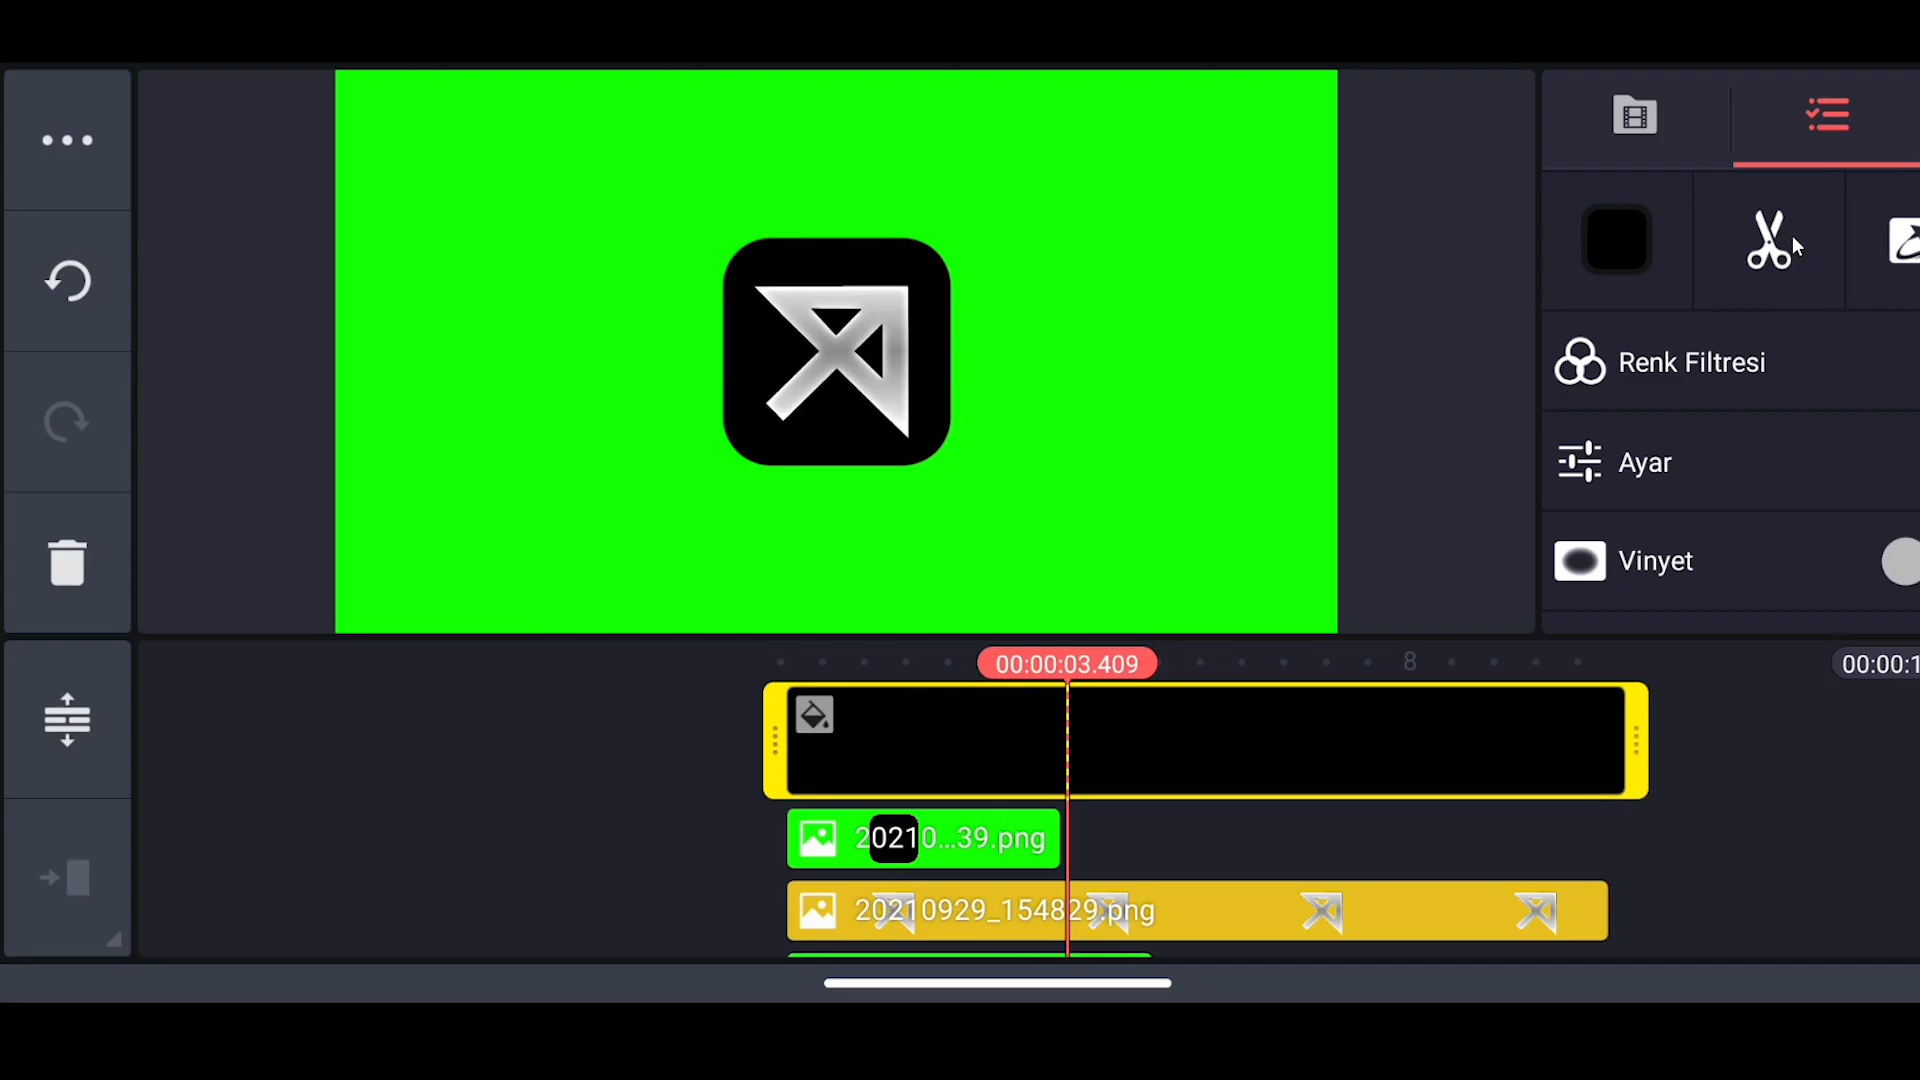 Renk Filtresi
Ayar
Vinyet
00:00:03.409
8
00:00:1
20210...39.png
20210929_154829.png